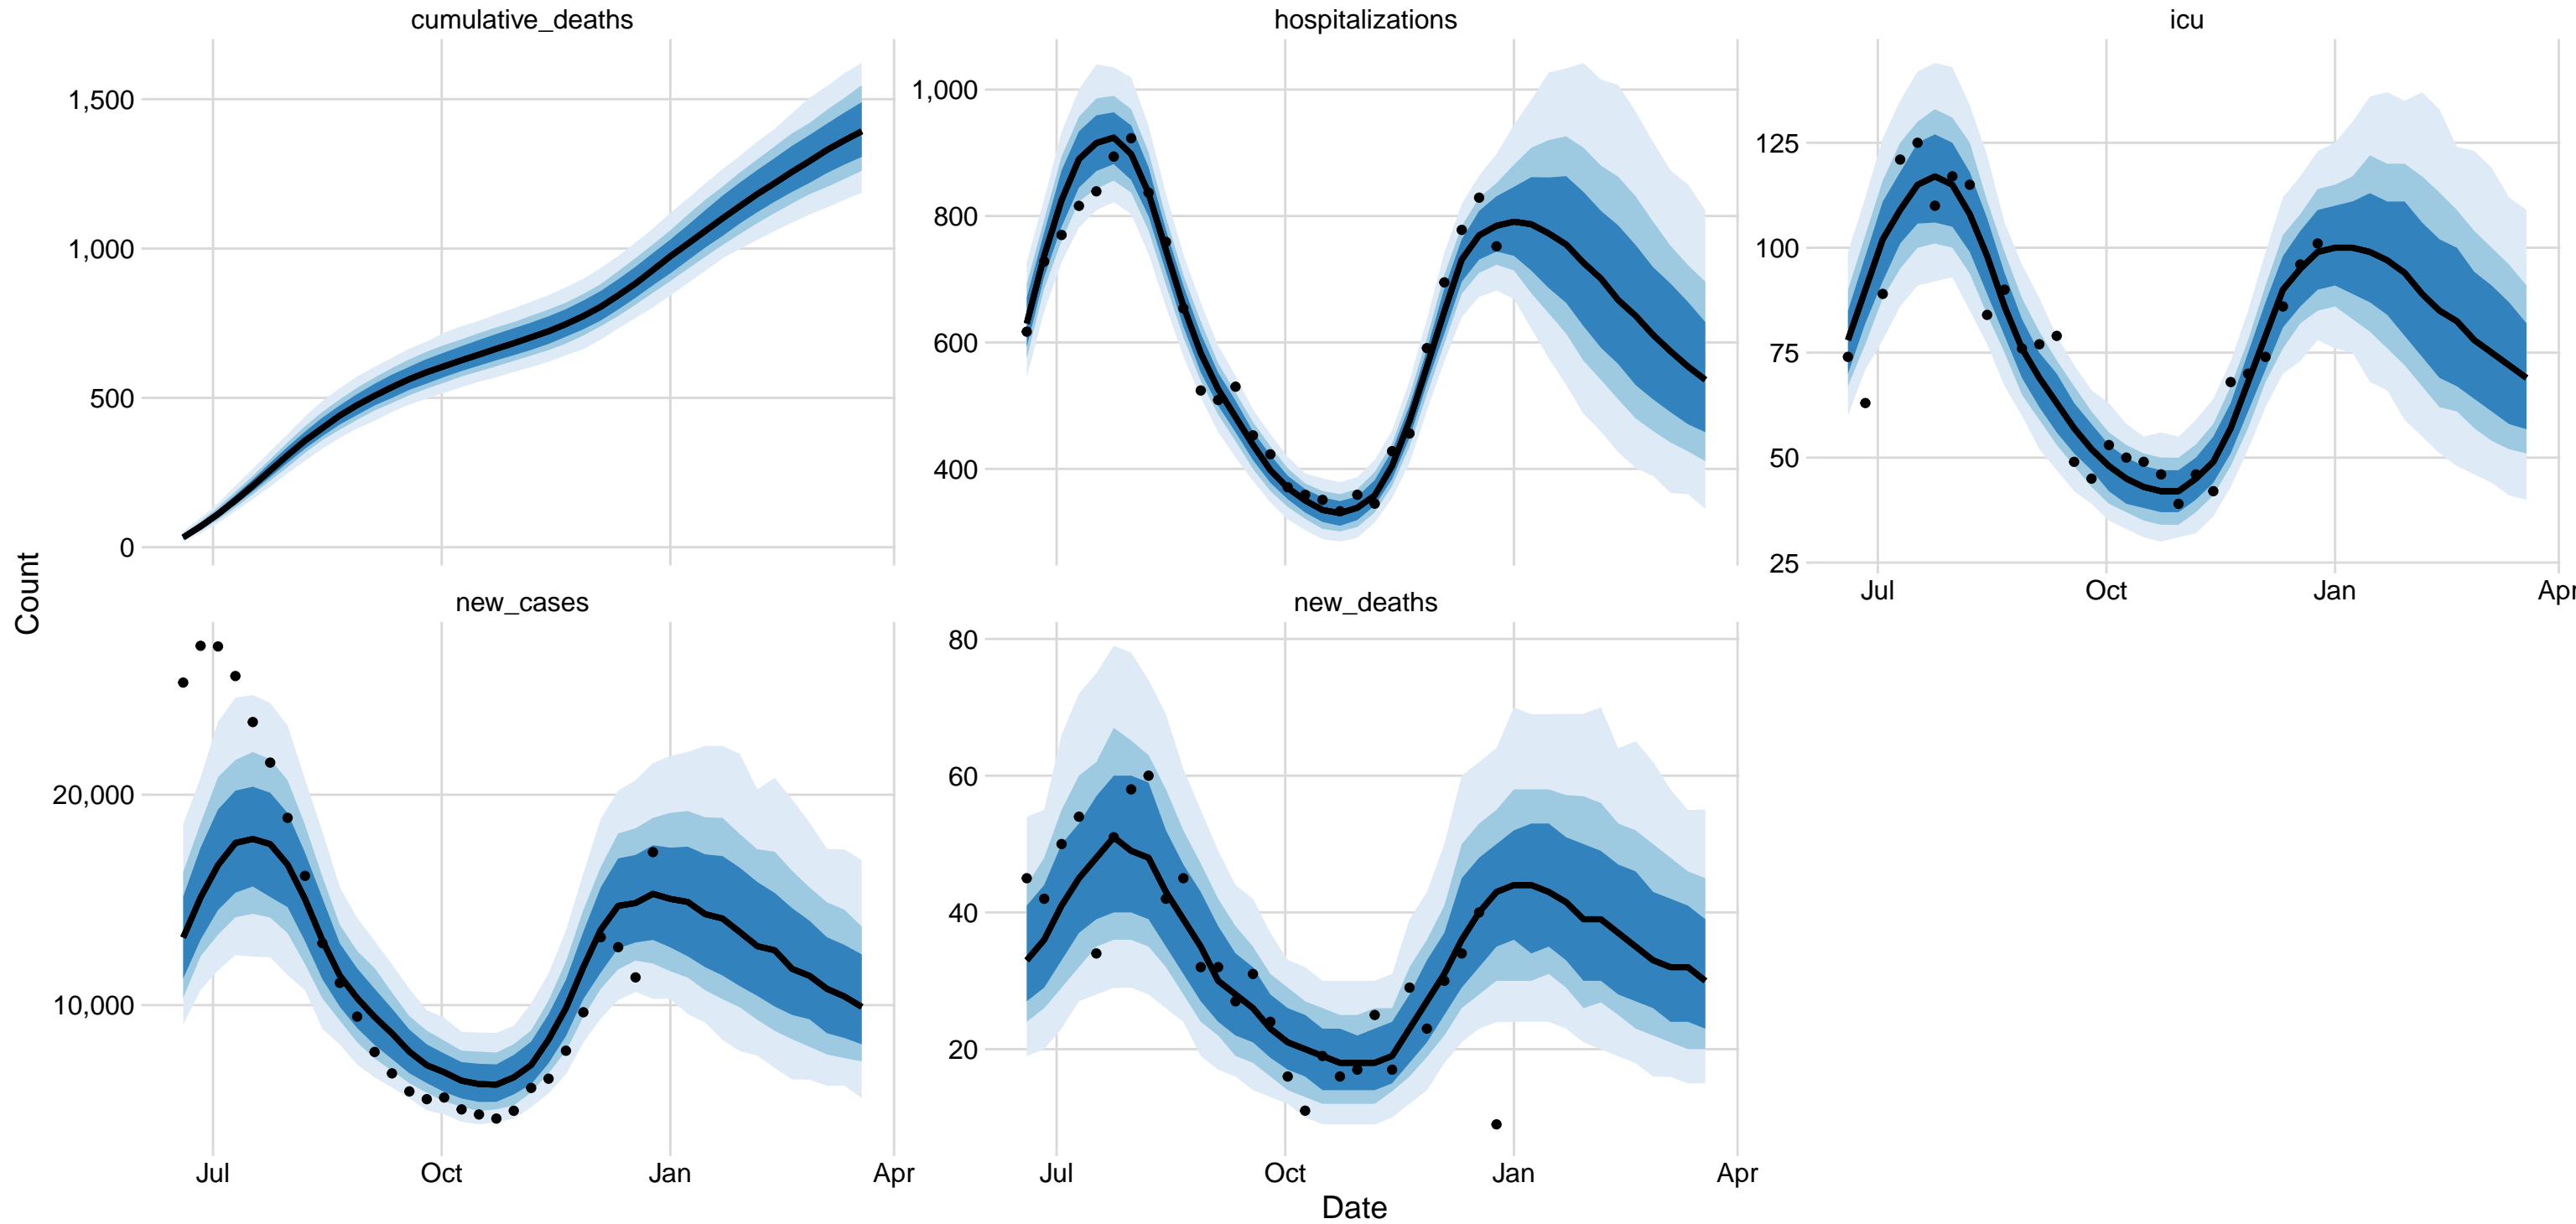 cumulative_deaths
hospitalizations
icu
1,500
1,000
500
0
1,000
800
600
400
125
100
75
50
25
Jul Oct Jan Apr
Count
new_cases
new_deaths
20,000
10,000
80
60
40
20
Jul Oct Jan Apr
Jul Oct Jan Apr
Date